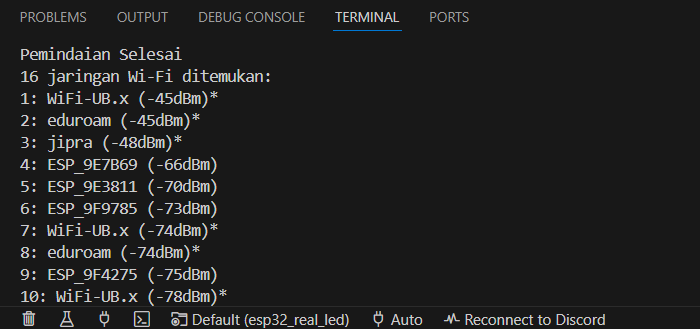 PROBLEMS OUTPUT DEBUG CONSOLE TERMINAL PORTS
Pemindaian Selesai
16 jaringan Wi-Fi ditemukan:
1: WiFi-UB.x (-45dBm)*
2: eduroam (-45dBm)*
3: jipra (-48dBm)*
4: ESP_9E7B69 (-66dBm)
5: ESP_9E3811 (-70dBm)
6: ESP_9F9785 (-73dBm)
7: WiFi-UB.x (-74dBm)*
8: eduroam (-74dBm)*
9: ESP_9F4275 (-75dBm)
10: WiFi-UB.x (-78dBm)*
Default (esp32_real_led) Auto Reconnect to Discord